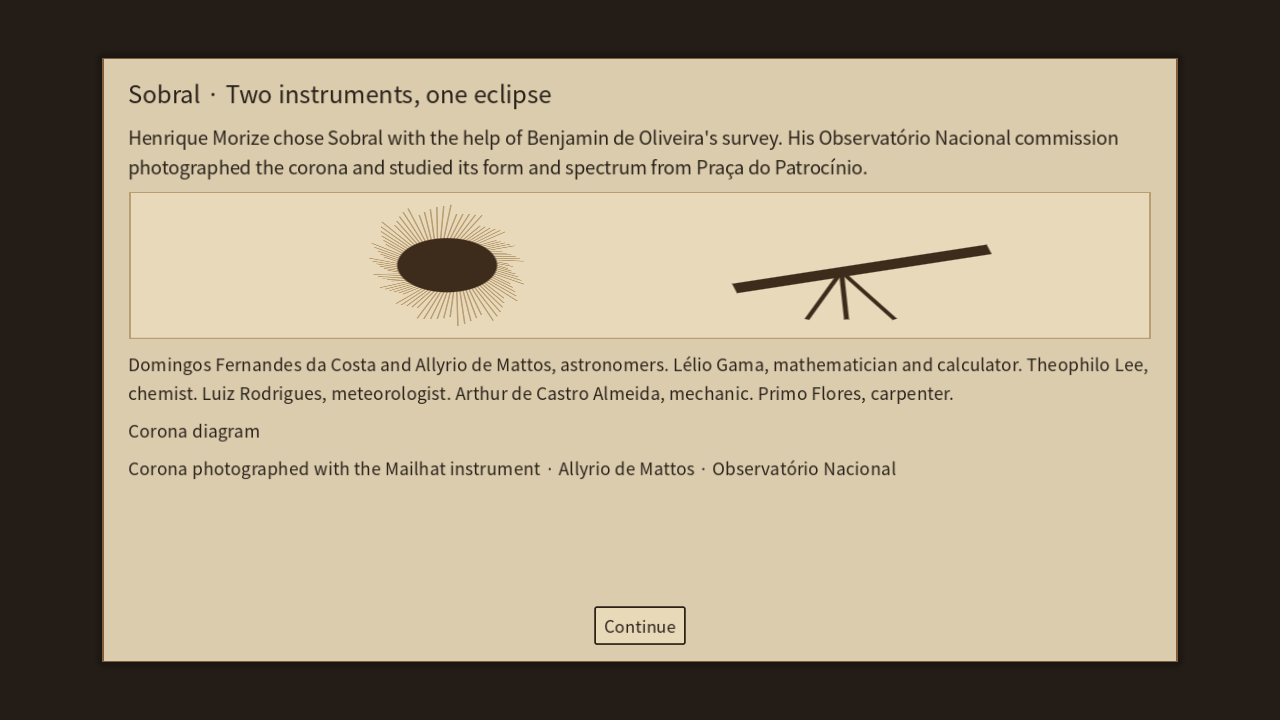 Sobral · Two instruments, one eclipse
Henrique Morize chose Sobral with the help of Benjamin de Oliveira's survey. His Observatório Nacional commission
photographed the corona and studied its form and spectrum from Praça do Patrocínio.
Domingos Fernandes da Costa and Allyrio de Mattos, astronomers. Lélio Gama, mathematician and calculator. Theophilo Lee,
chemist. Luiz Rodrigues, meteorologist. Arthur de Castro Almeida, mechanic. Primo Flores, carpenter.
Corona diagram
Corona photographed with the Mailhat instrument · Allyrio de Mattos · Observatório Nacional
Continue